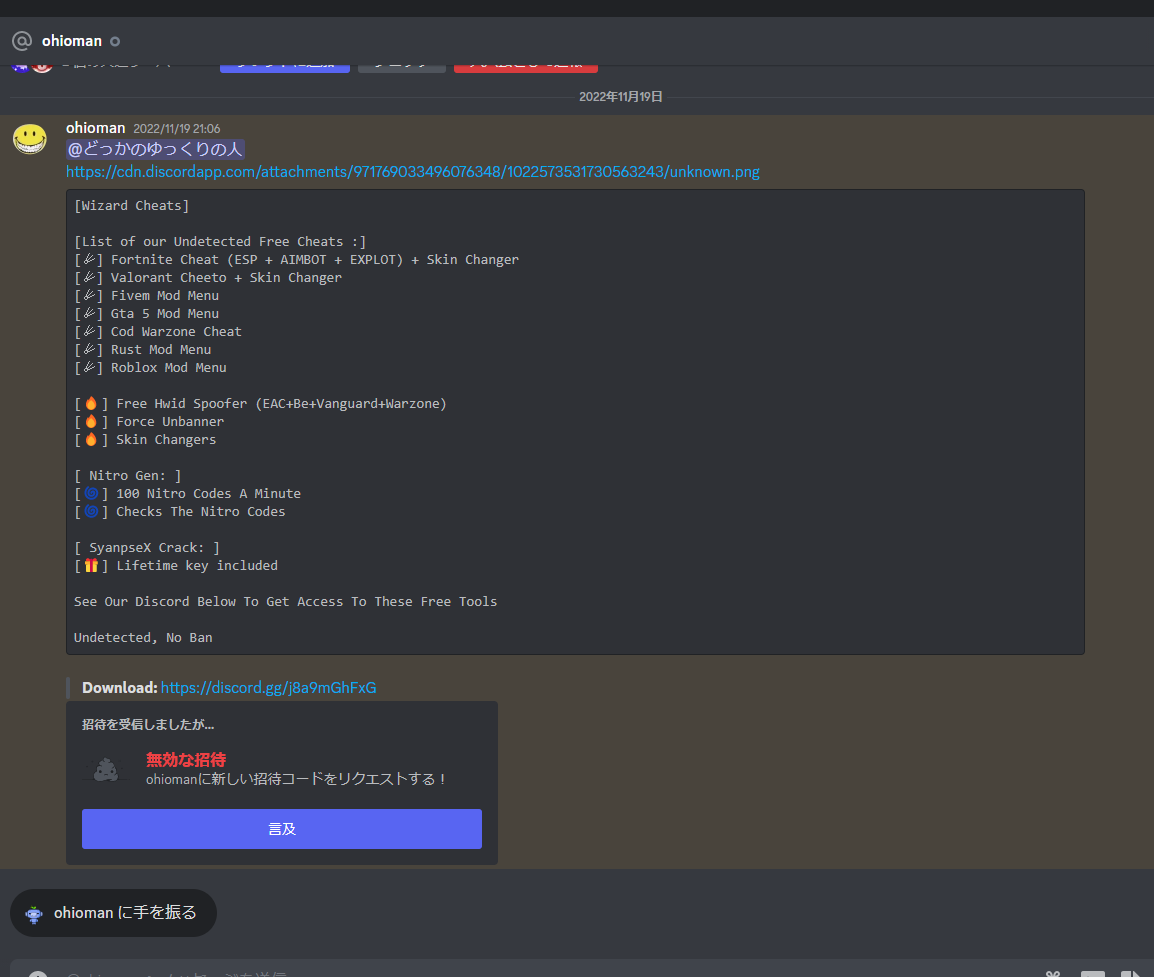 ohioman
2022年11月19日
ohioman 2022/11/19 21:06
@どっかのゆっくりの人
https://cdn.discordapp.com/attachments/971769033496076348/1022573531730563243/unknown.png
[Wizard Cheats]
[List of our Undetected Free Cheats :]
[☄] Fortnite Cheat (ESP + AIMBOT + EXPLOT) + Skin Changer
[☄] Valorant Cheeto + Skin Changer
[☄] Fivem Mod Menu
[☄] Gta 5 Mod Menu
[☄] Cod Warzone Cheat
[☄] Rust Mod Menu
[☄] Roblox Mod Menu
[🔥] Free Hwid Spoofer (EAC+Be+Vanguard+Warzone)
[🔥] Force Unbanner
[🔥] Skin Changers
[ Nitro Gen: ]
[🌀] 100 Nitro Codes A Minute
[🌀] Checks The Nitro Codes
[ SyanpseX Crack: ]
[🎁] Lifetime key included
See Our Discord Below To Get Access To These Free Tools
Undetected, No Ban
Download: https://discord.gg/j8a9mGhFxG
招待を受信しましたが...
無効な招待
ohiomanに新しい招待コードをリクエストする！
言及
ohioman に手を振る